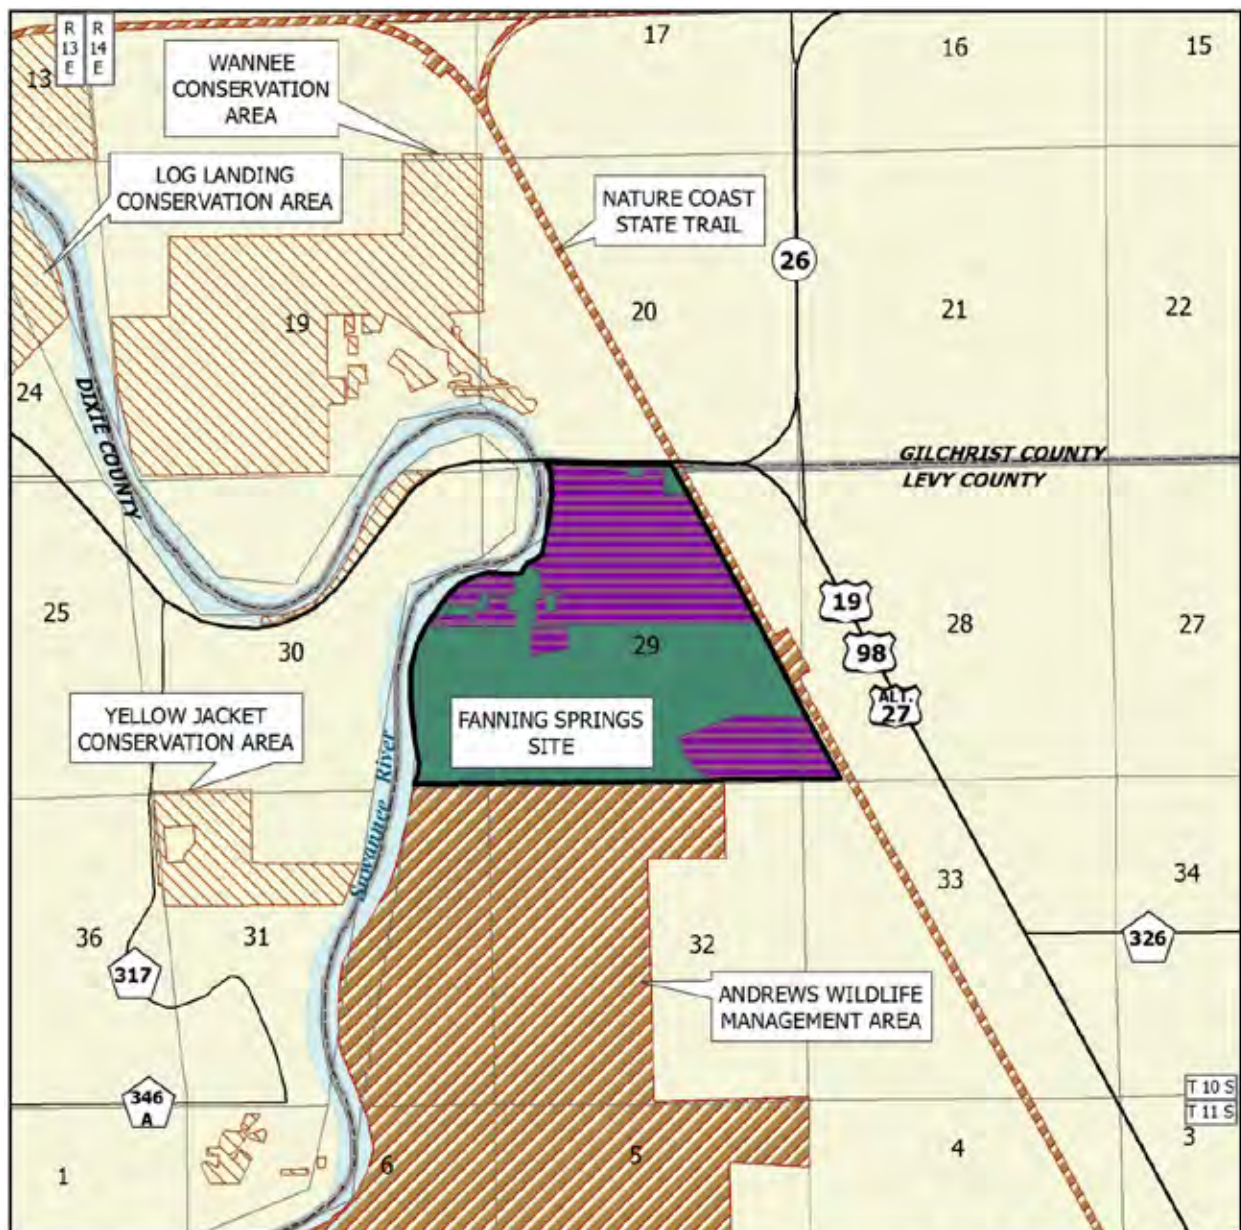 R
13
E
R
14
E
17
16
15
13
WANNEE
CONSERVATION
AREA
LOG LANDING
CONSERVATION AREA
NATURE COAST
STATE TRAIL
26
19
20
21
22
24
DIXIE COUNTY
GILCHRIST COUNTY
LEVY COUNTY
25
30
29
19
98
ALT.
27
28
27
YELLOW JACKET
CONSERVATION AREA
FANNING SPRINGS
SITE
Suwannee River
36
31
32
33
34
317
326
ANDREWS WILDLIFE
MANAGEMENT AREA
346
A
T 10 S
T 11 S
1
6
5
4
3